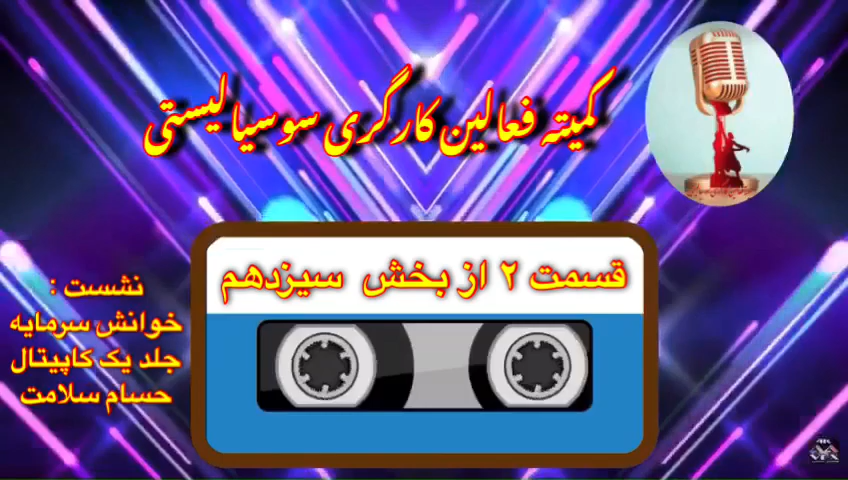 کمیته فعالین کارگری سوسیالیستی
قسمت ۲ از بخش سیزدهم
نشست :
خوانش سرمایه
جلد یک کاپیتال
حسام سلامت